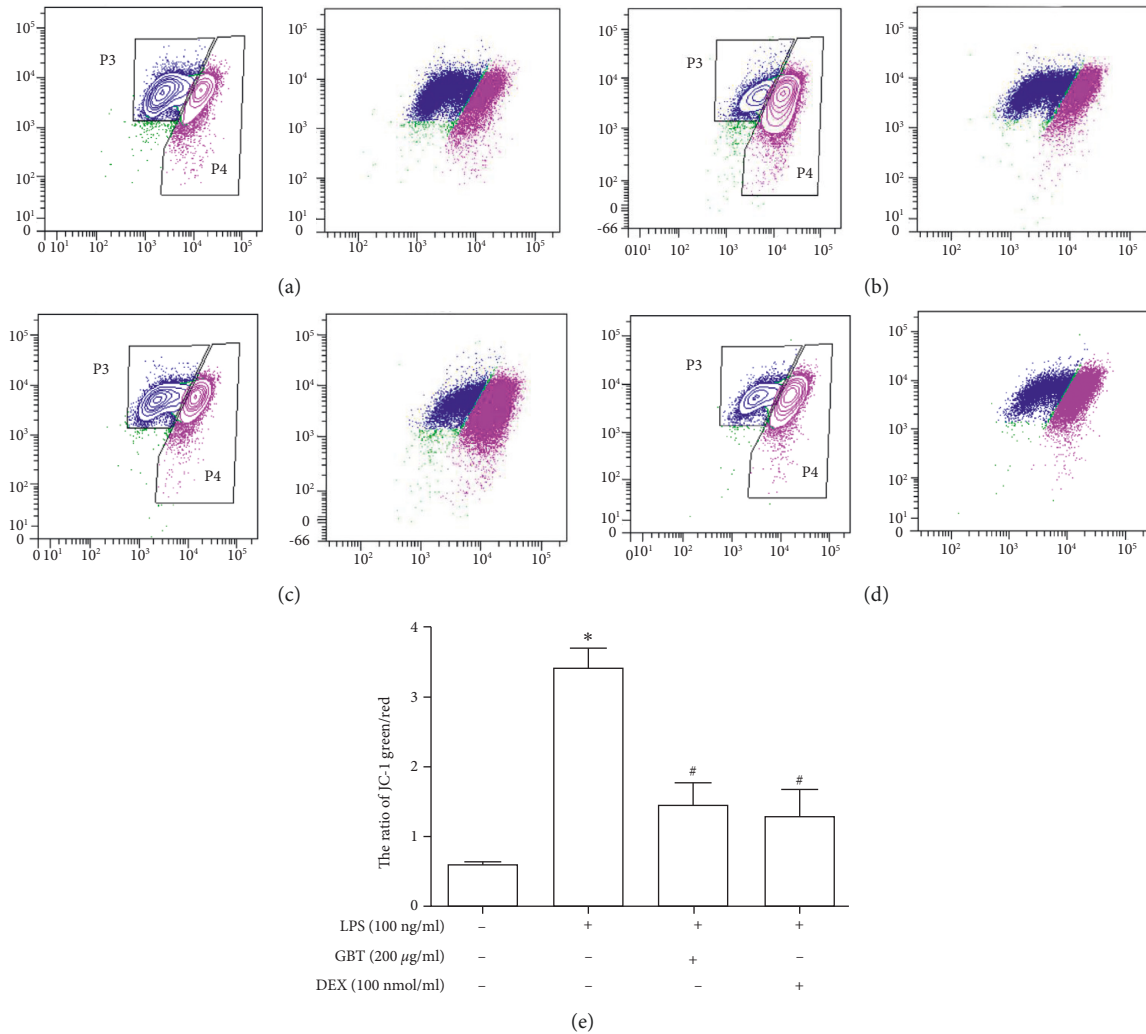 10⁵
10⁴
10³
10²
10¹
0
P3
P4
0 10¹ 10² 10³ 10⁴ 10⁵
10⁵
10⁴
10³
10²
10¹
0
10² 10³ 10⁴ 10⁵
(a)
10⁵
10⁴
10³
10²
0
-66
P3
P4
010¹ 10² 10³ 10⁴ 10⁵
10⁵
10⁴
10³
10²
10¹
0
10² 10³ 10⁴ 10⁵
(b)
10⁵
10⁴
10³
10²
10¹
0
P3
P4
0 10¹ 10² 10³ 10⁴ 10⁵
10⁵
10⁴
10³
10²
0
-66
10² 10³ 10⁴ 10⁵
(c)
10⁵
10⁴
10³
10²
10¹
0
P3
P4
010¹ 10² 10³ 10⁴ 10⁵
10⁵
10⁴
10³
10²
10¹
0
10² 10³ 10⁴ 10⁵
(d)
The ratio of JC-1 green/red
4
3
2
1
0
*
#
#
LPS (100 ng/ml) – + + +
GBT (200 µg/ml) – – + –
DEX (100 nmol/ml) – – – +
(e)